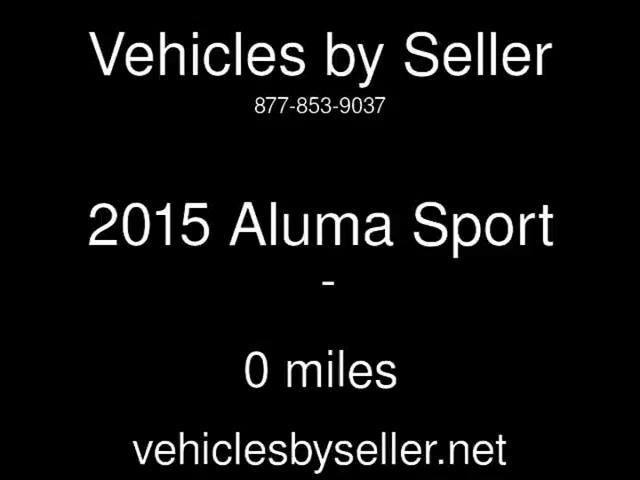 Vehicles by Seller
877-853-9037
2015 Aluma Sport
-
0 miles
vehiclesbyseller.net